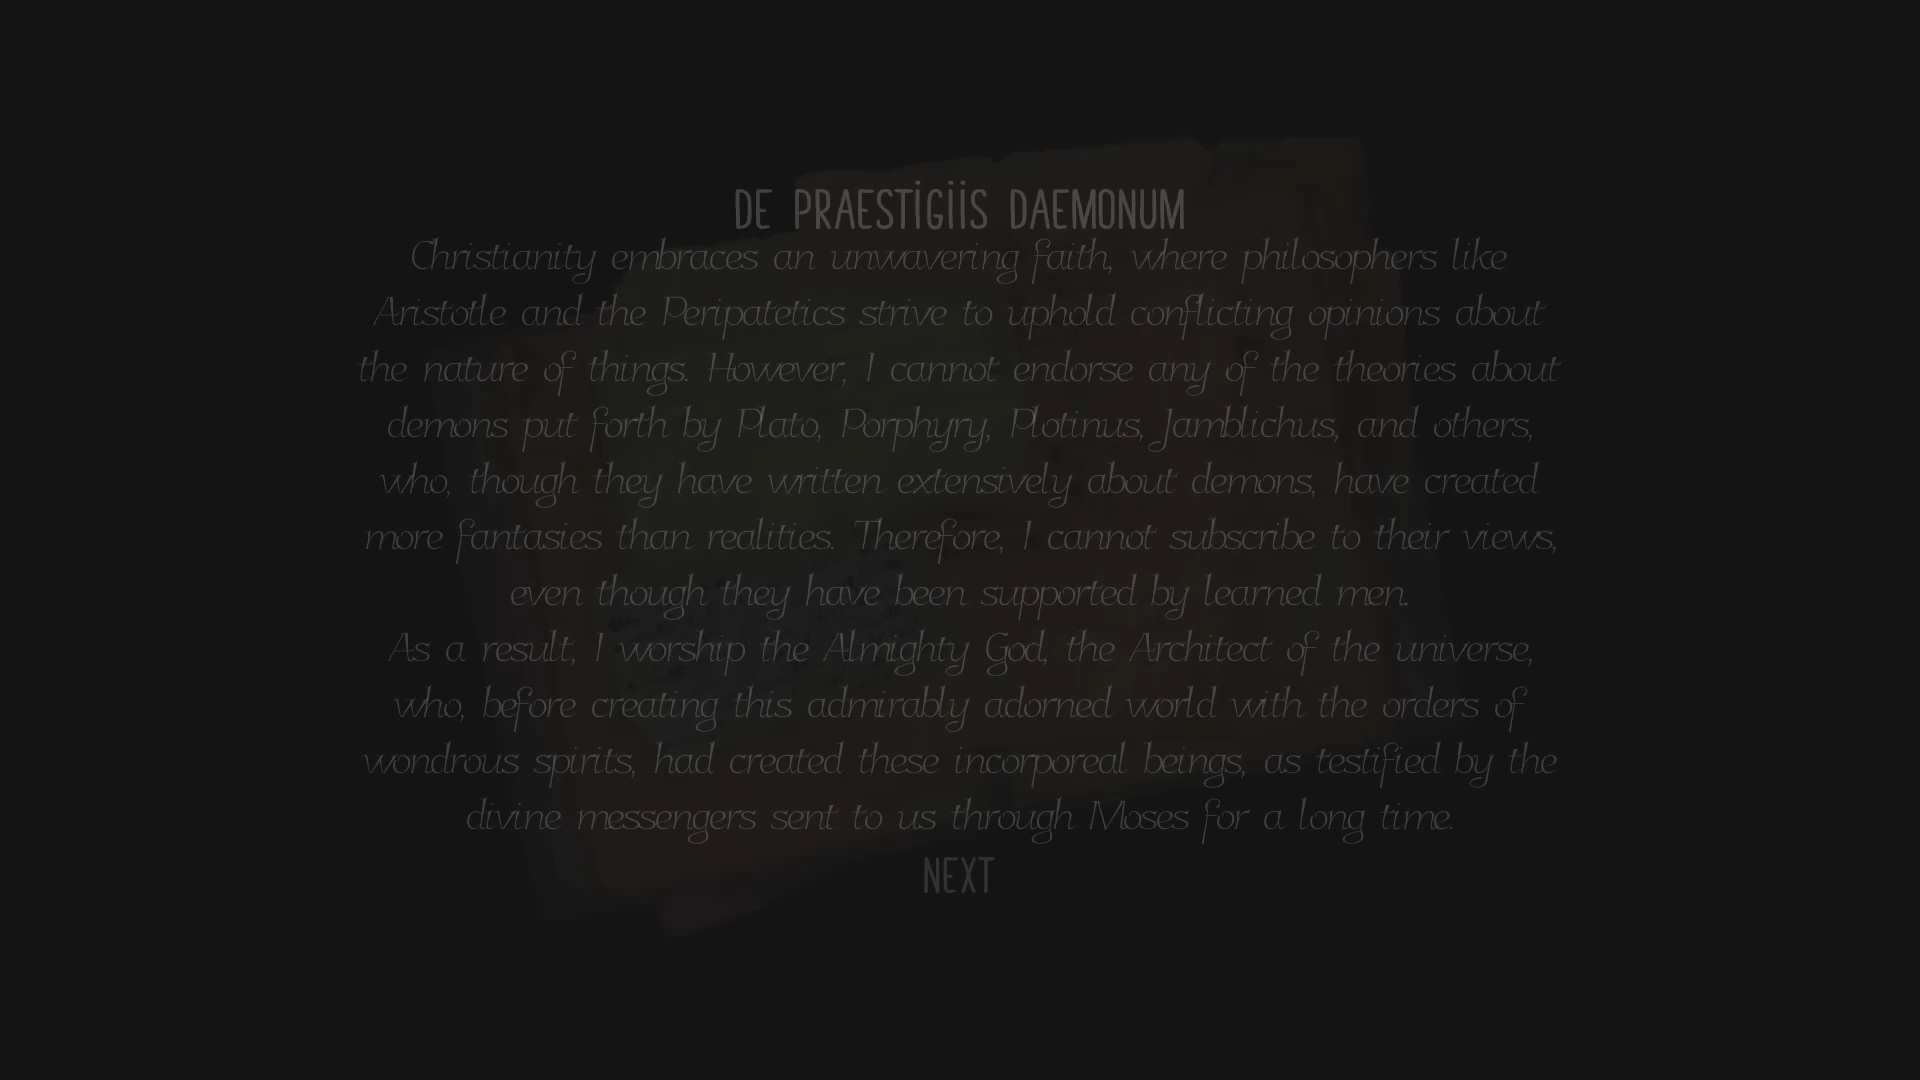 DE PRAESTIGIIS DAEMONUM
Christianity embraces an unwavering faith, where philosophers like
Aristotle and the Peripatetics strive to uphold conflicting opinions about
the nature of things. However, I cannot endorse any of the theories about
demons put forth by Plato, Porphyry, Plotinus, Jamblichus, and others,
who, though they have written extensively about demons, have created
more fantasies than realities. Therefore, I cannot subscribe to their views,
even though they have been supported by learned men.
As a result, I worship the Almighty God, the Architect of the universe,
who, before creating this admirably adorned world with the orders of
wondrous spirits, had created these incorporeal beings, as testified by the
divine messengers sent to us through Moses for a long time.
NEXT